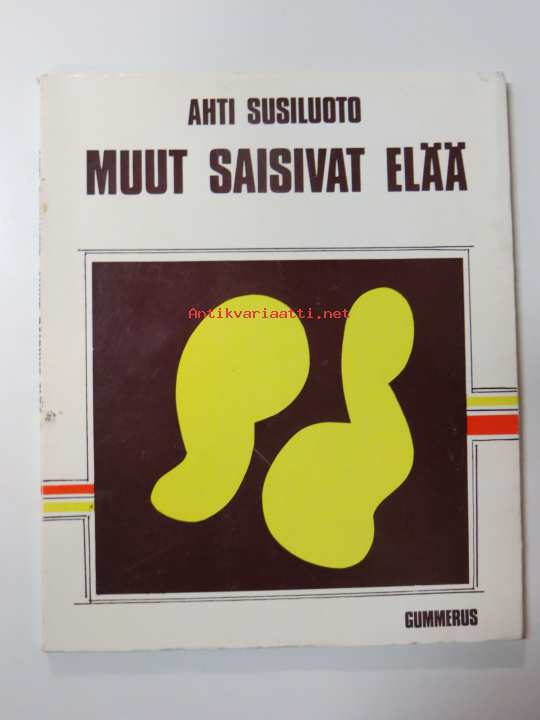 AHTI SUSILUOTO
MUUT SAISIVAT ELÄÄ
Antikvariaatti.net
GUMMERUS